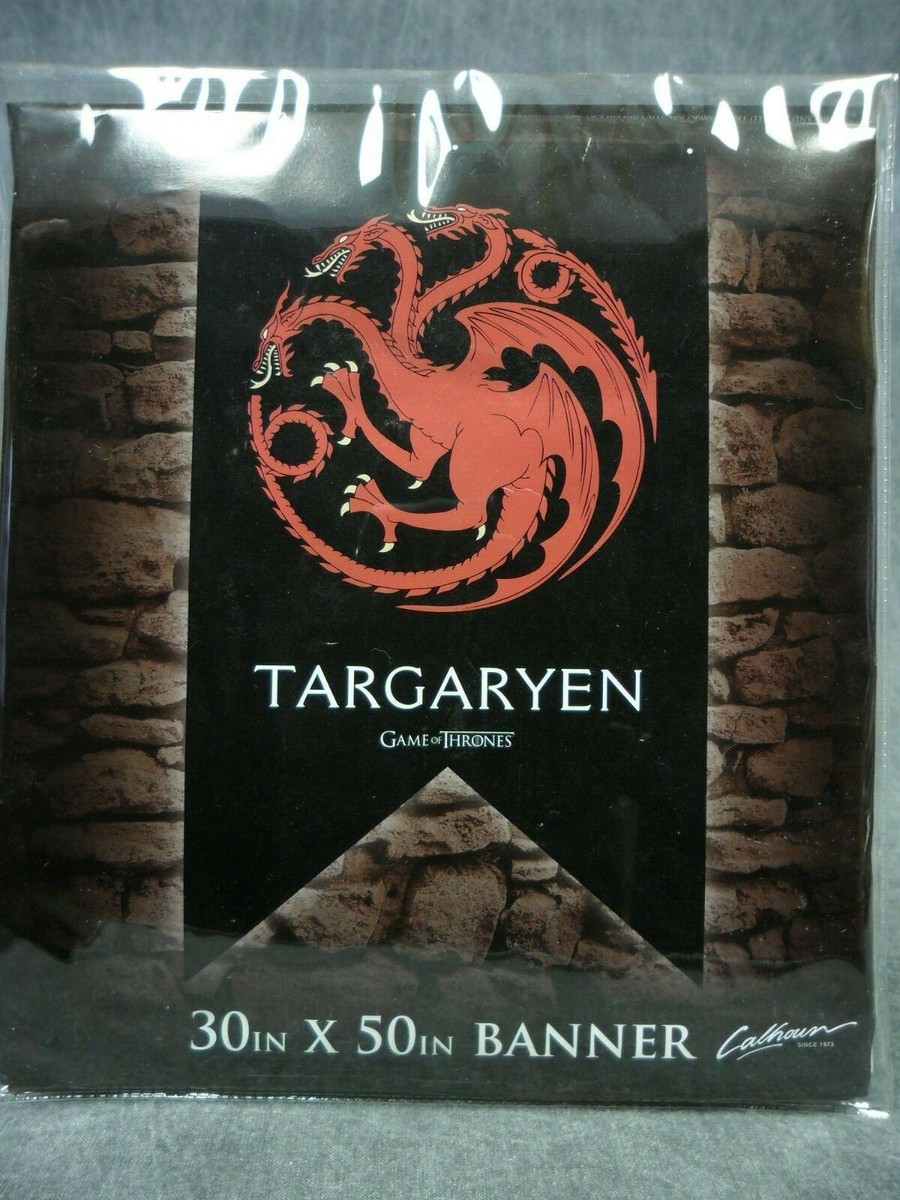 TARGARYEN
GAME OF THRONES
30IN X 50IN BANNER
Calhoun
SINCE 1973